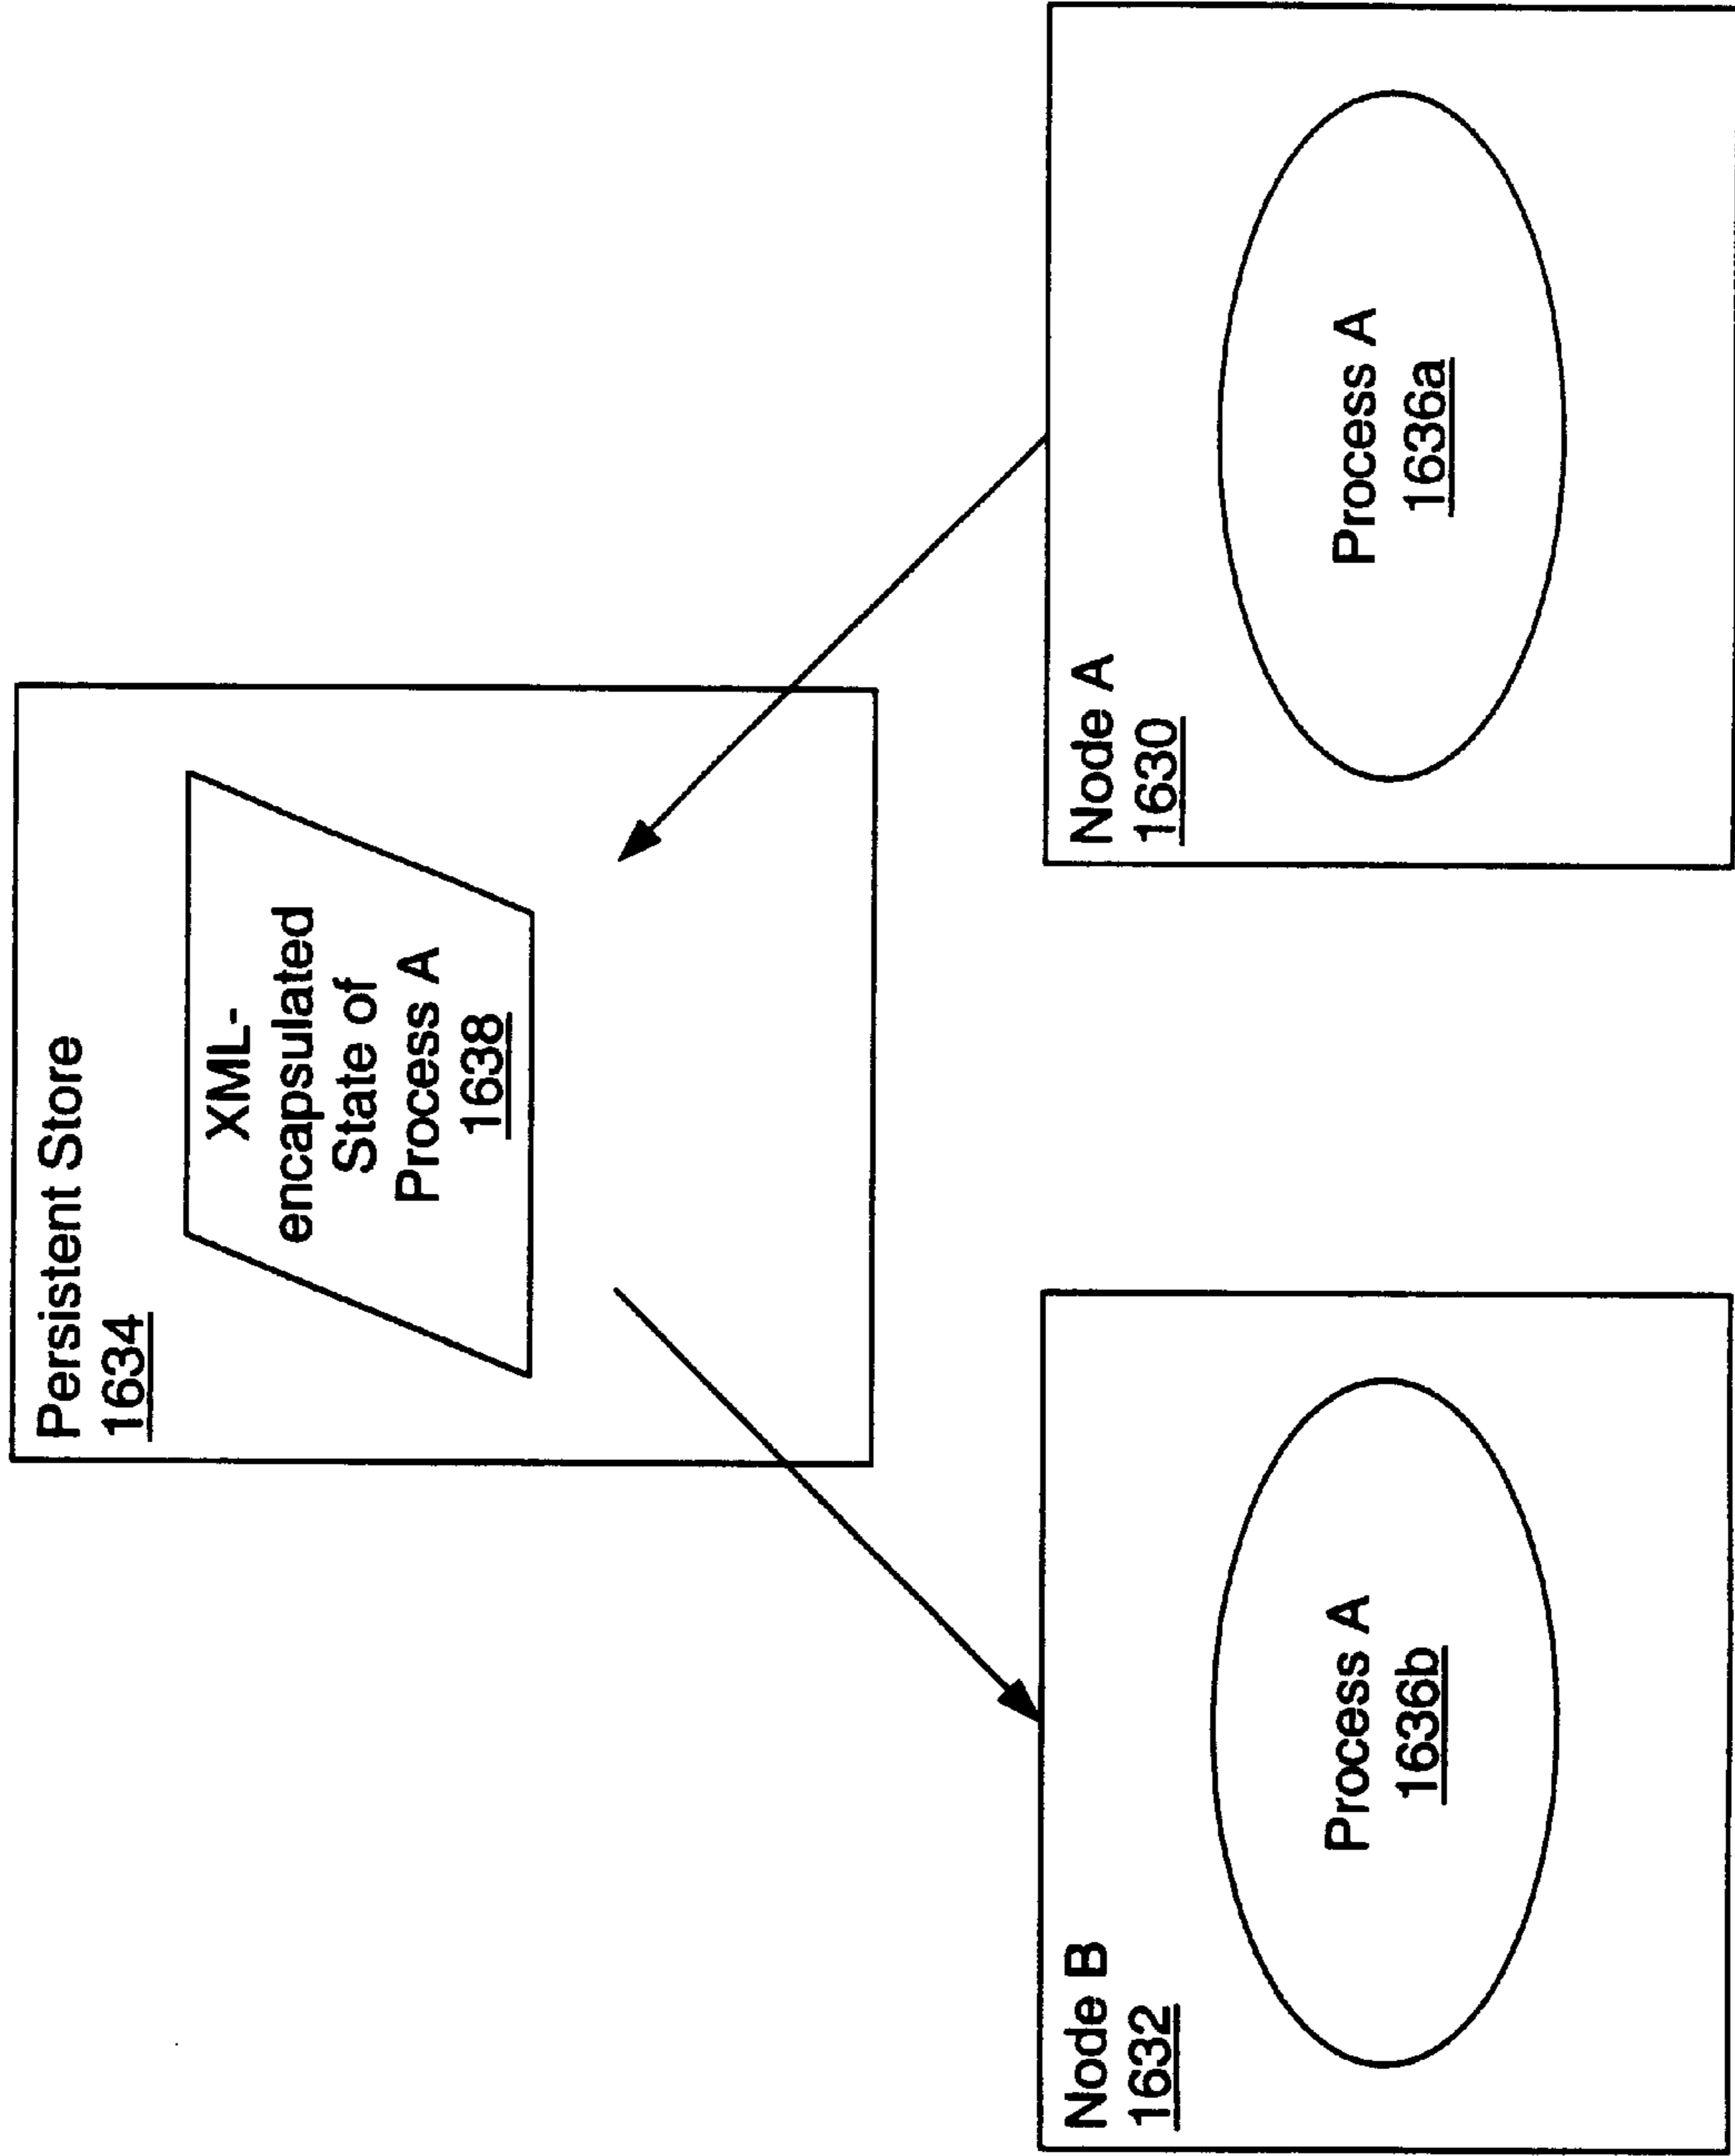 Persistent Store
1634
XML-
encapsulated
State of
Process A
1638
Node B
1632
Process A
1636b
Node A
1630
Process A
1636a